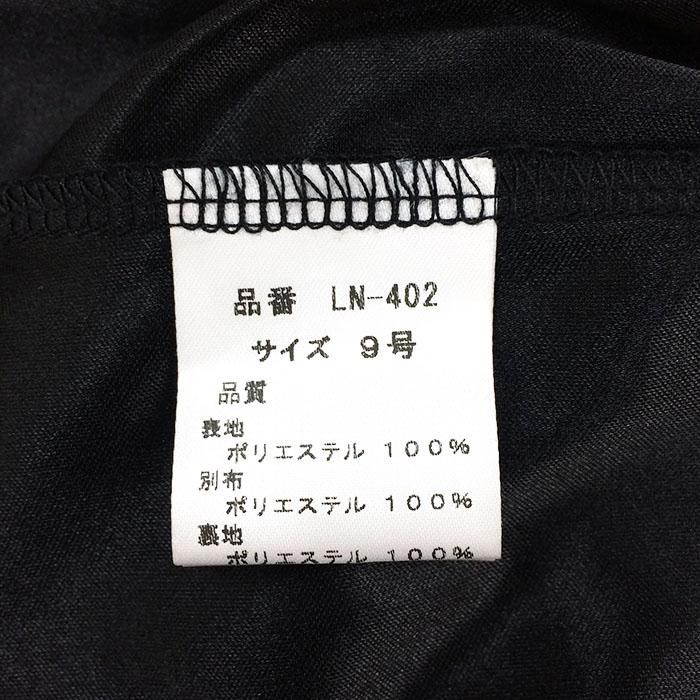 品番 LN-402
サイズ 9号
品質
表地
ポリエステル 100%
別布
ポリエステル 100%
裏地
ポリエステル 100%